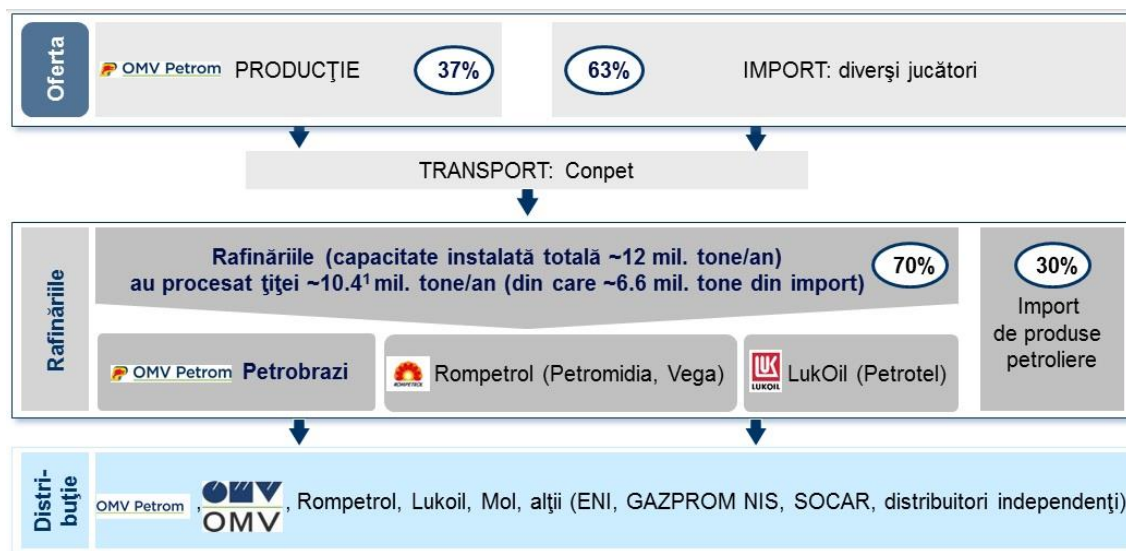 Oferta
OMV Petrom PRODUCŢIE 37%
63% IMPORT: diverşi jucători
TRANSPORT: Conpet
Rafinăriile
Rafinăriile (capacitate instalată totală ~12 mil. tone/an)
au procesat ţiţei ~10.4¹ mil. tone/an (din care ~6.6 mil. tone din import)
70%
30%
Import
de produse
petroliere
OMV Petrom Petrobrazi
ROMPETROL Rompetrol (Petromidia, Vega)
LUK LUKOIL LukOil (Petrotel)
Distri-
buţie
OMV Petrom , OMV OMV , Rompetrol, Lukoil, Mol, alţii (ENI, GAZPROM NIS, SOCAR, distribuitori independenţi)